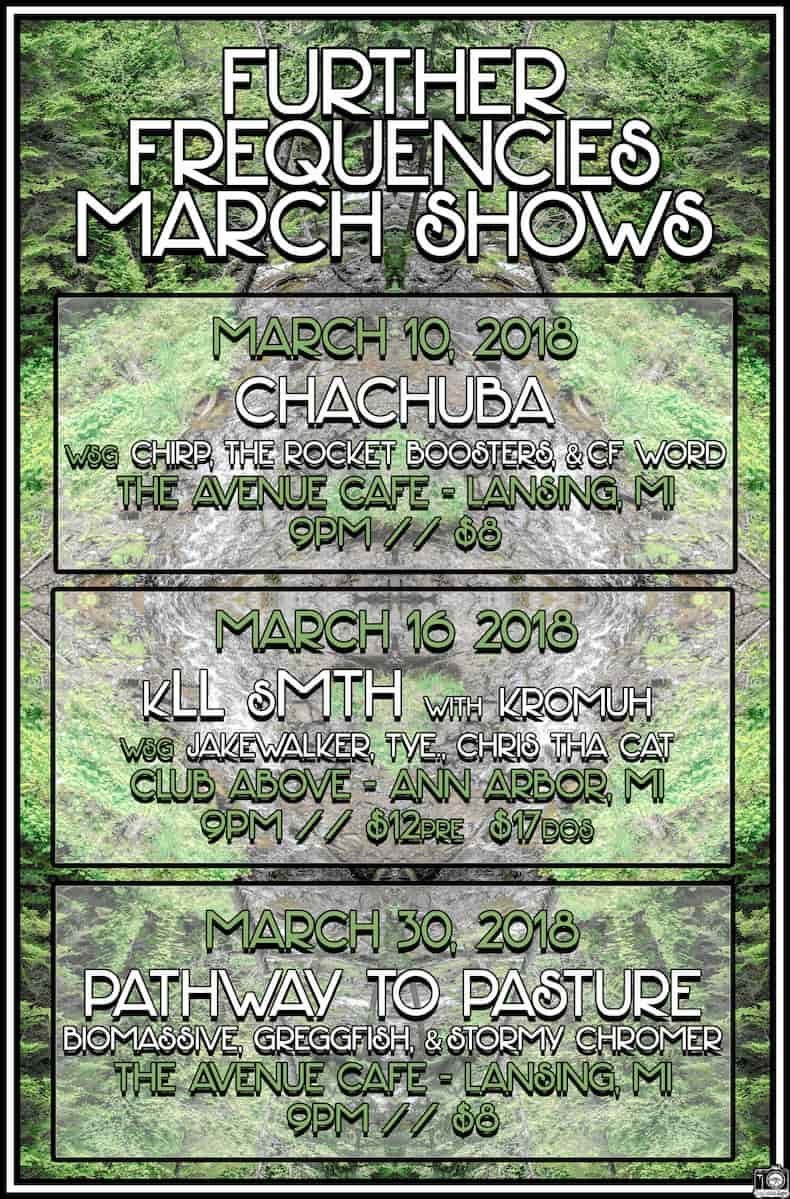 FURTHER
FREQUENCIES
MARCH SHOWS
MARCH 10, 2018
CHACHUBA
WSG CHIRP, THE ROCKET BOOSTERS, & CF WORD
THE AVENUE CAFE - LANSING, MI
9PM // $8
MARCH 16 2018
kLL sMTH WITH KROMUH
WSG JAKEWALKER, TYE., CHRIS THA CAT
CLUB ABOVE - ANN ARBOR, MI
9PM // $12PRE $17DOS
MARCH 30, 2018
PATHWAY TO PASTURE
BIOMASSIVE, GREGGFISH, & STORMY CHROMER
THE AVENUE CAFE - LANSING, MI
9PM // $8